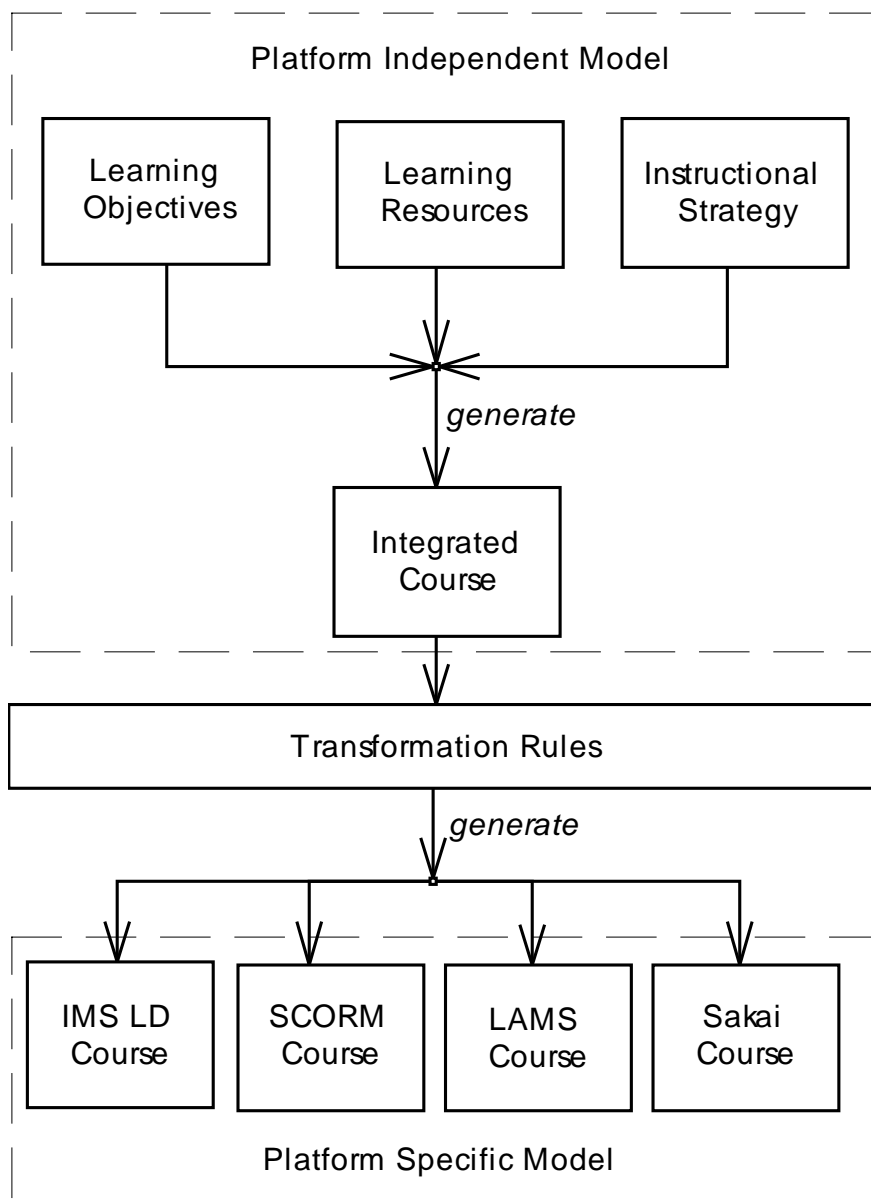 Platform Independent Model
Learning
Objectives
Learning
Resources
Instructional
Strategy
generate
Integrated
Course
Transformation Rules
generate
IMS LD
Course
SCORM
Course
LAMS
Course
Sakai
Course
Platform Specific Model